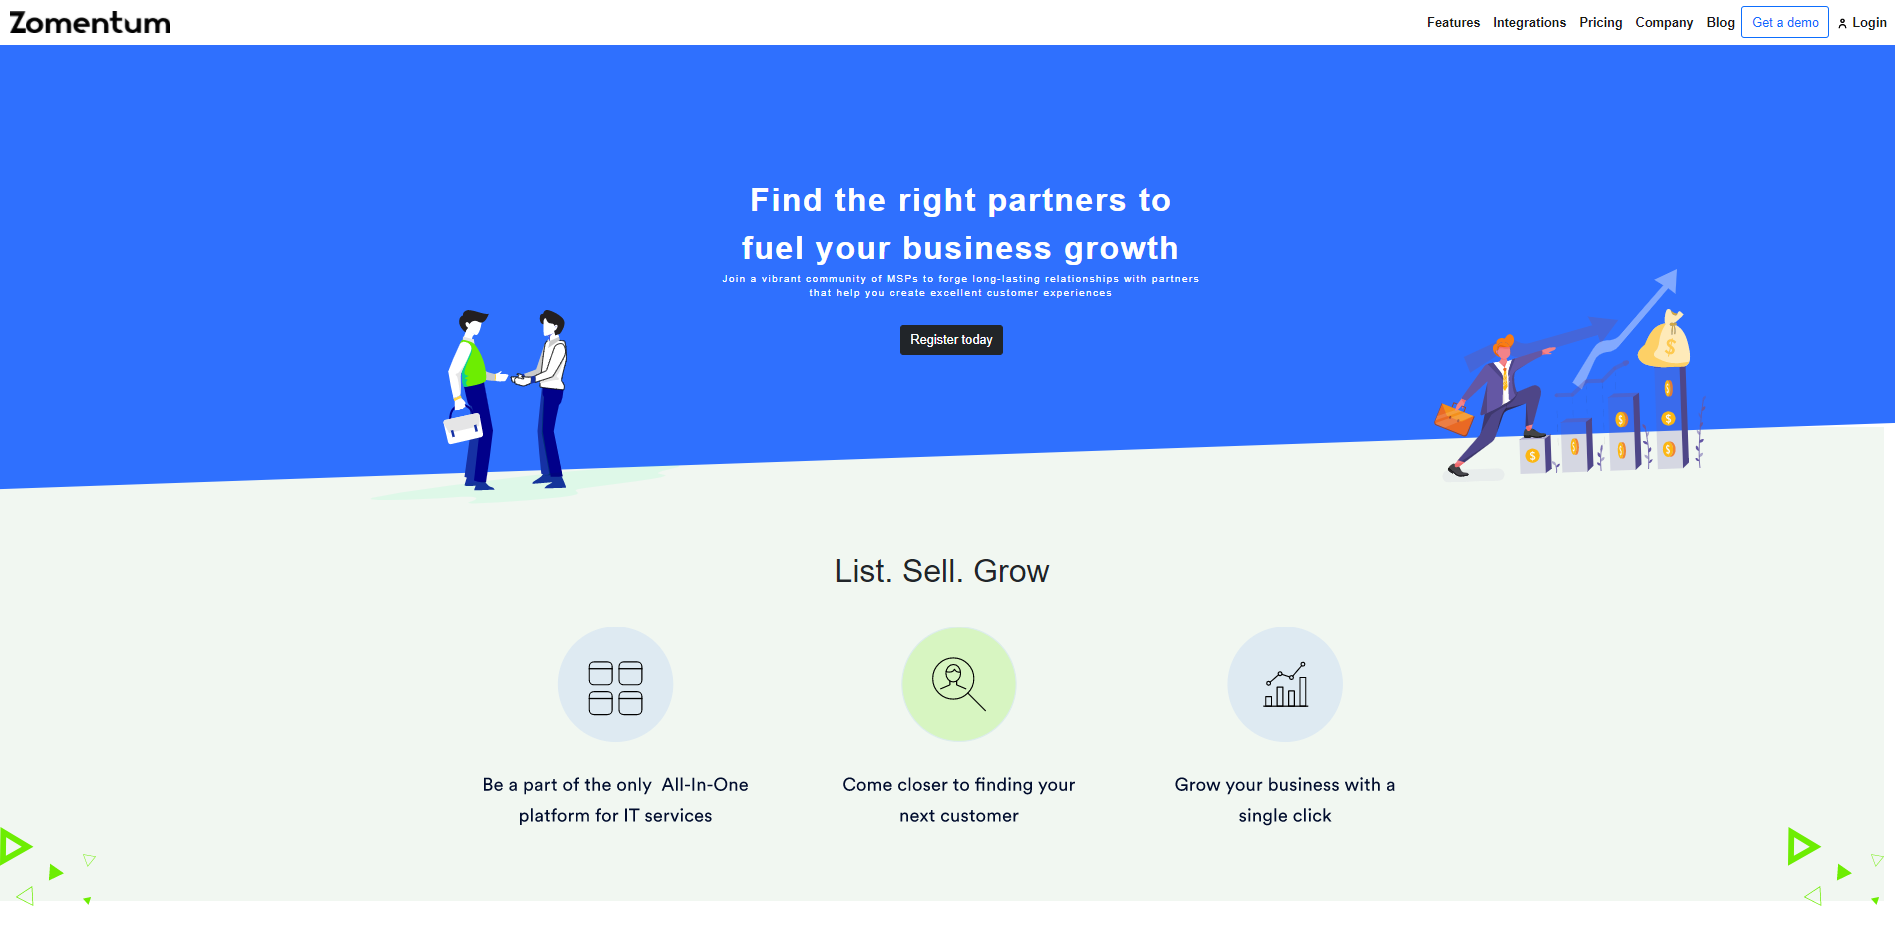 Zomentum
Features Integrations Pricing Company Blog Get a demo Login
Find the right partners to
fuel your business growth
Join a vibrant community of MSPs to forge long-lasting relationships with partners
that help you create excellent customer experiences
Register today
$
$
List. Sell. Grow
Be a part of the only All-In-One
platform for IT services
Come closer to finding your
next customer
Grow your business with a
single click